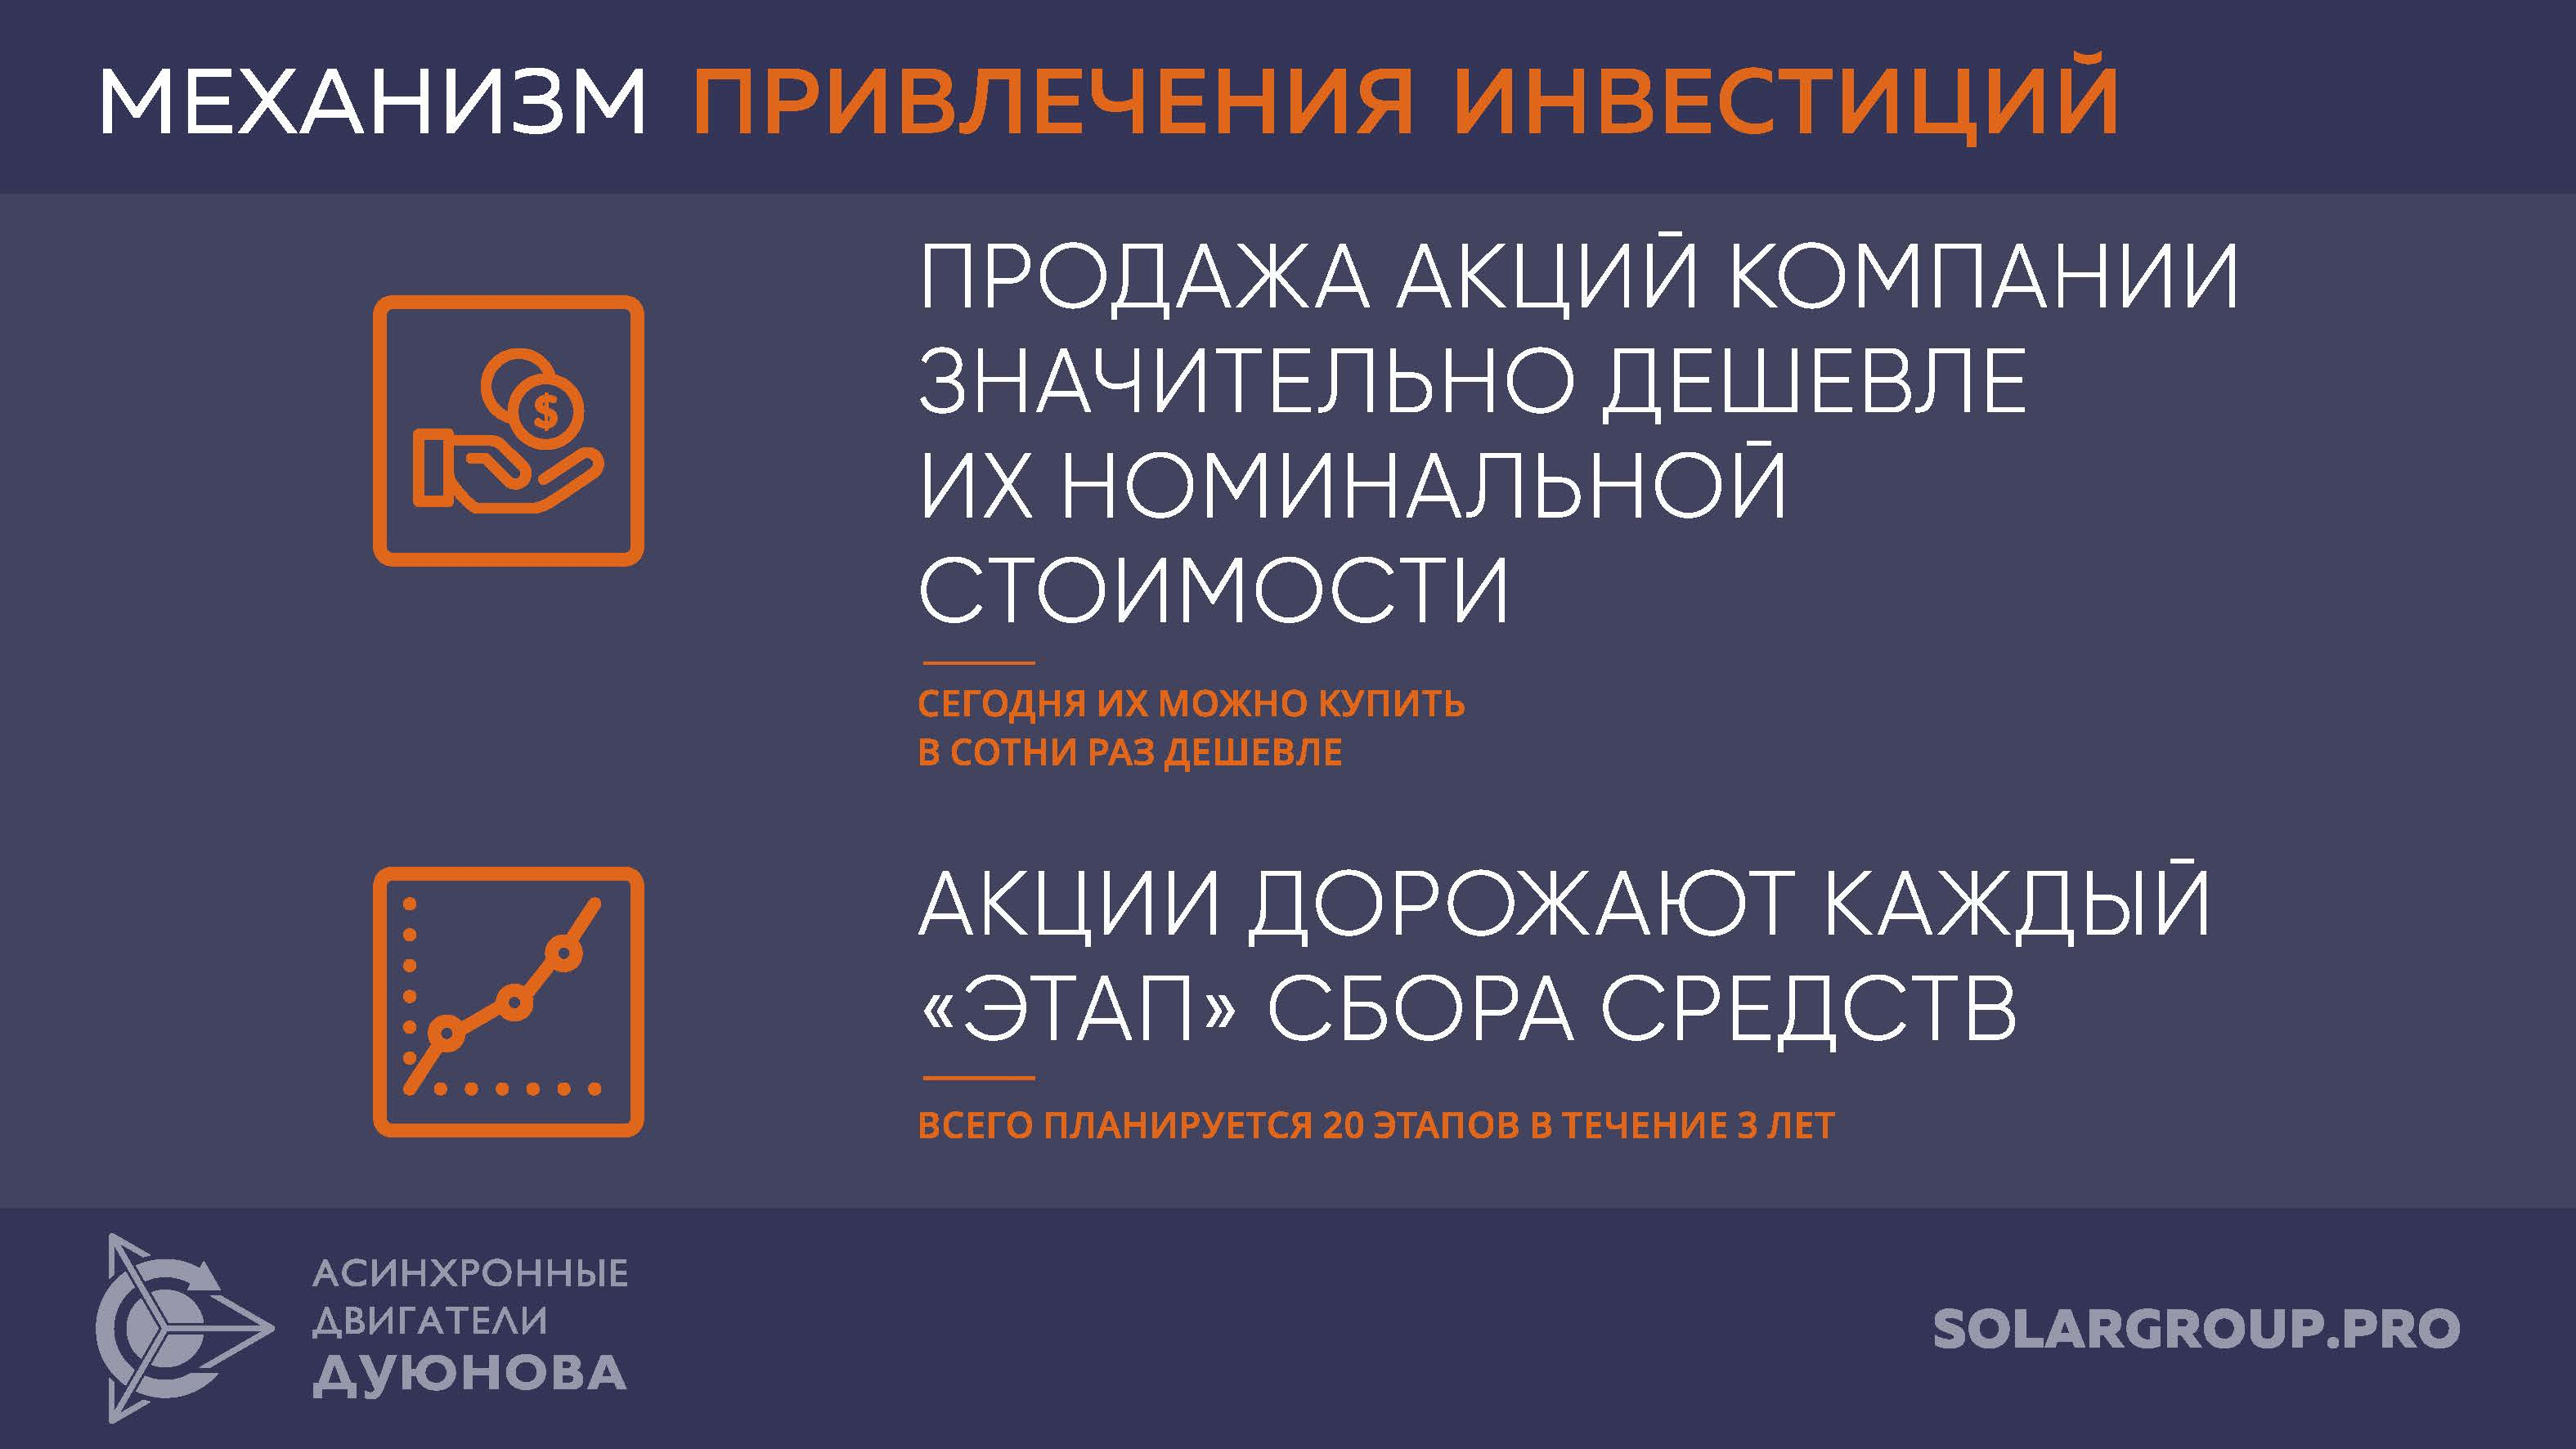 МЕХАНИЗМ ПРИВЛЕЧЕНИЯ ИНВЕСТИЦИЙ
ПРОДАЖА АКЦИЙ КОМПАНИИ
ЗНАЧИТЕЛЬНО ДЕШЕВЛЕ
ИХ НОМИНАЛЬНОЙ
СТОИМОСТИ
СЕГОДНЯ ИХ МОЖНО КУПИТЬ
В СОТНИ РАЗ ДЕШЕВЛЕ
АКЦИИ ДОРОЖАЮТ КАЖДЫЙ
«ЭТАП» СБОРА СРЕДСТВ
ВСЕГО ПЛАНИРУЕТСЯ 20 ЭТАПОВ В ТЕЧЕНИЕ 3 ЛЕТ
АСИНХРОННЫЕ
ДВИГАТЕЛИ
ДУЮНОВА
SOLARGROUP.PRO
$